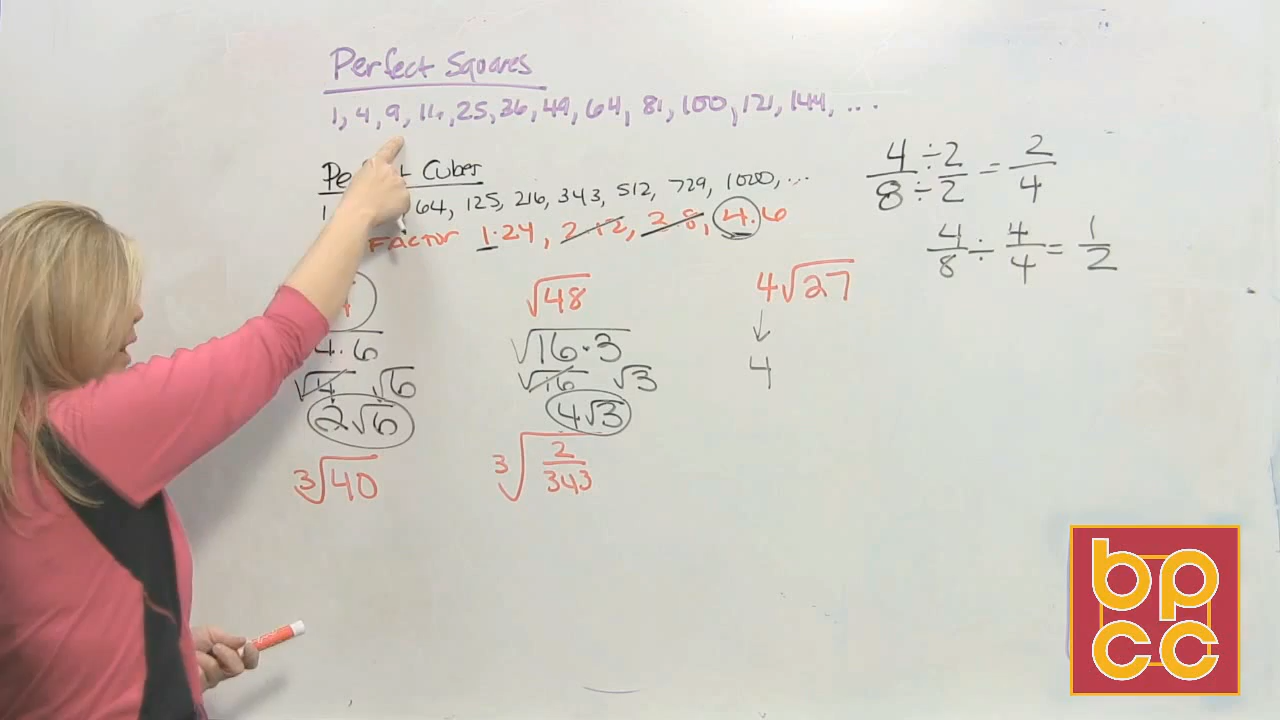 Perfect Squares
1, 4, 9, 16, 25, 36, 49, 64, 81, 100, 121, 144, ...
Cubes
1 64, 125, 216, 343, 512, 729, 1000, ...
Factor 1·24, 2·12, 3·8, 4·6
4/8 ÷ 2/2 = 2/4
4/8 ÷ 4/4 = 1/2
√48
4√27
4·6
√16·3
√4 √6
√16 √3
4
2√6
4√3
³√40
³√2/343
bp
cc